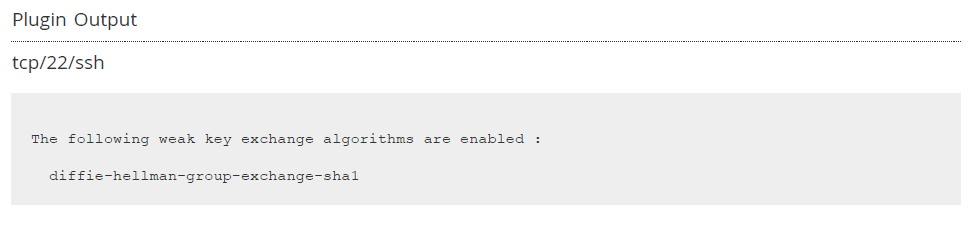 Plugin Output
tcp/22/ssh
The following weak key exchange algorithms are enabled :
diffie-hellman-group-exchange-sha1